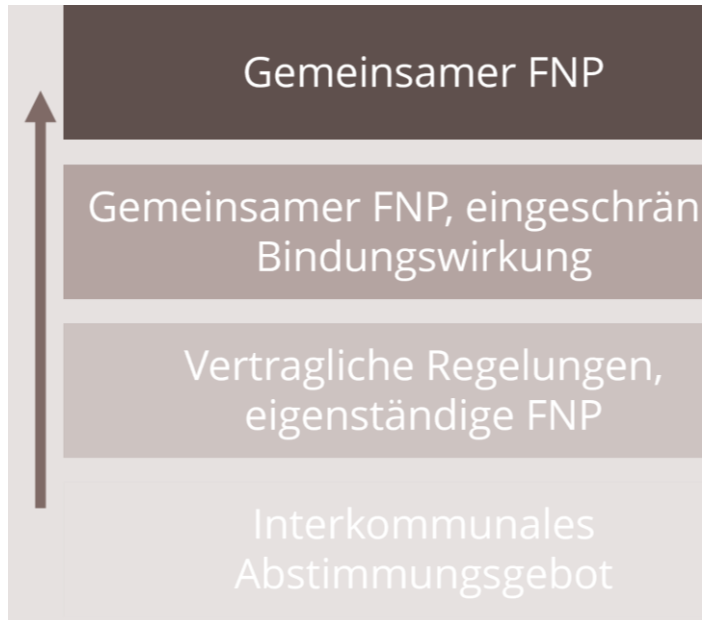 Gemeinsamer FNP
Gemeinsamer FNP, eingeschrän
Bindungswirkung
Vertragliche Regelungen,
eigenständige FNP
Interkommunales
Abstimmungsgebot